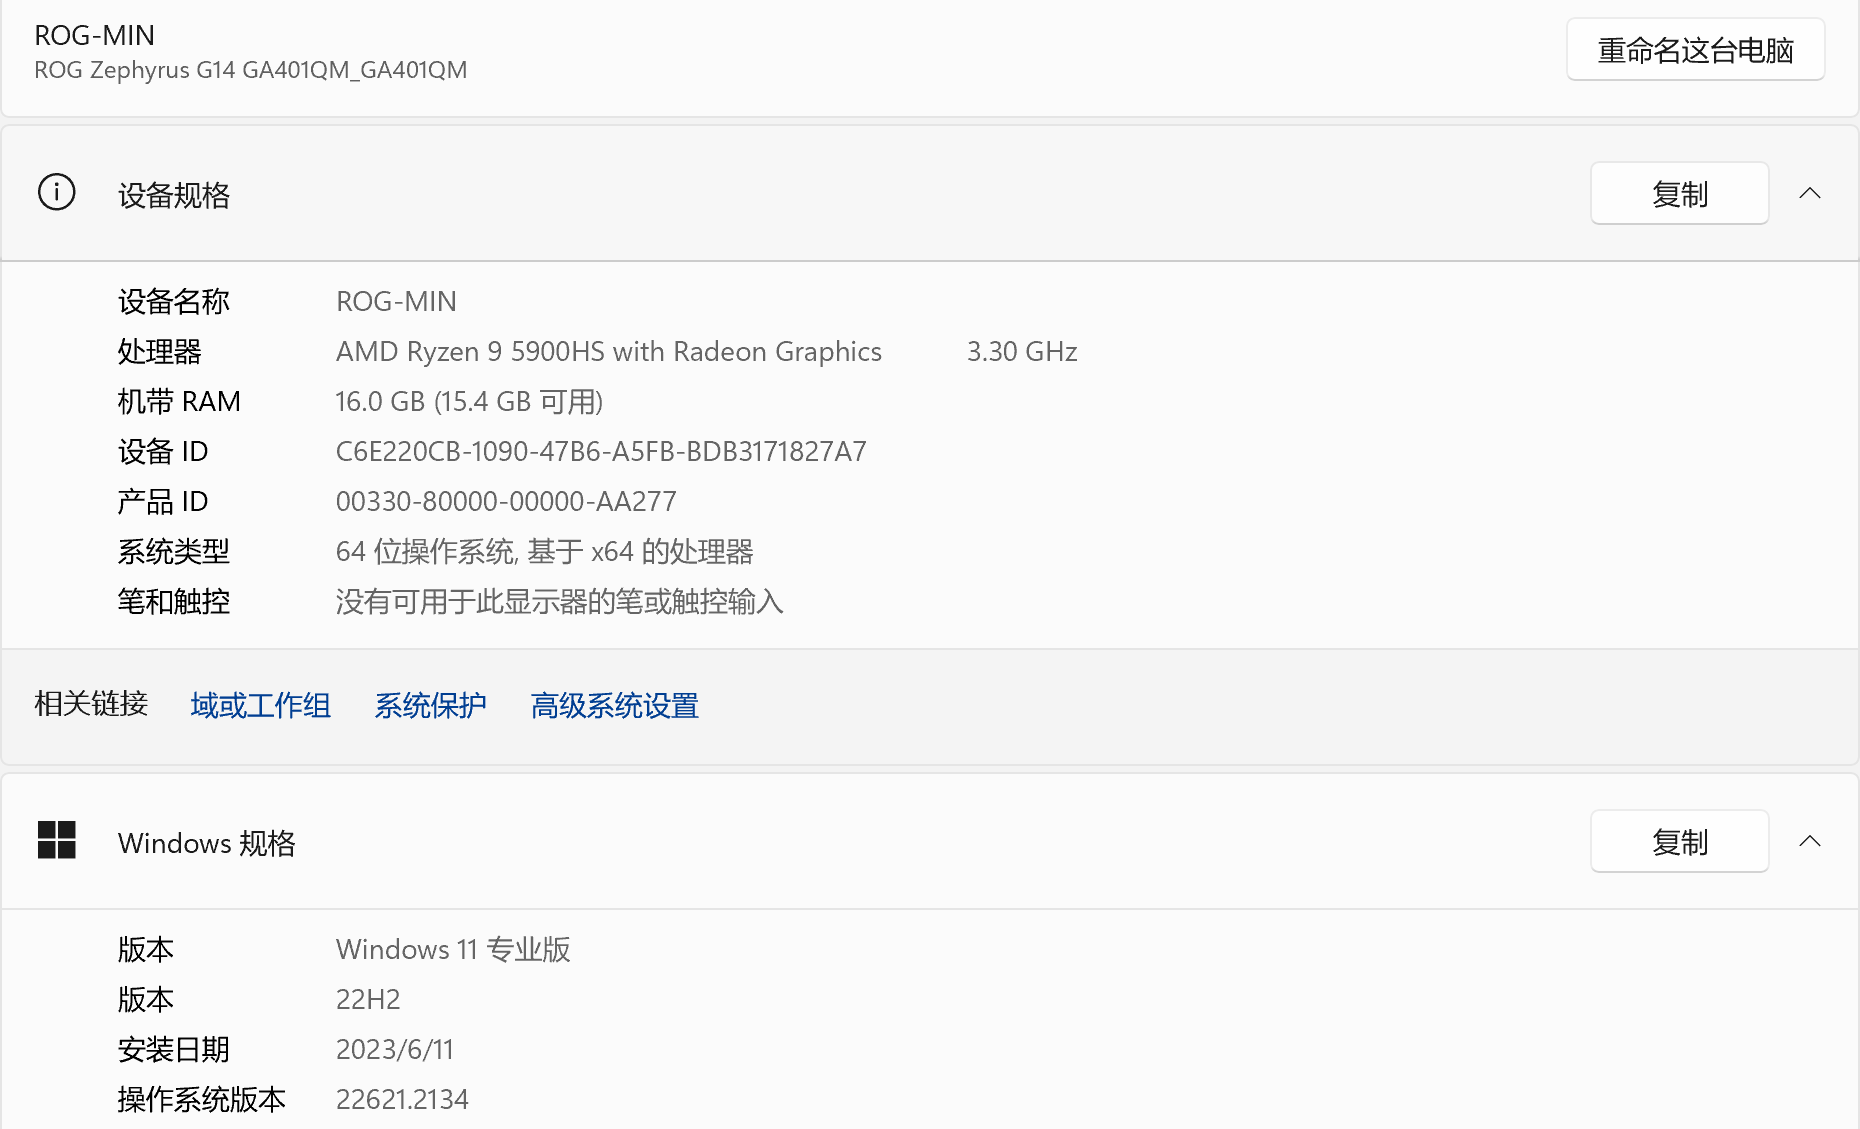 ROG-MIN
ROG Zephyrus G14 GA401QM_GA401QM
重命名这台电脑
设备规格
复制
设备名称 ROG-MIN
处理器 AMD Ryzen 9 5900HS with Radeon Graphics 3.30 GHz
机带 RAM 16.0 GB (15.4 GB 可用)
设备 ID C6E220CB-1090-47B6-A5FB-BDB3171827A7
产品 ID 00330-80000-00000-AA277
系统类型 64 位操作系统, 基于 x64 的处理器
笔和触控 没有可用于此显示器的笔或触控输入
相关链接 域或工作组 系统保护 高级系统设置
Windows 规格
复制
版本 Windows 11 专业版
版本 22H2
安装日期 2023/6/11
操作系统版本 22621.2134